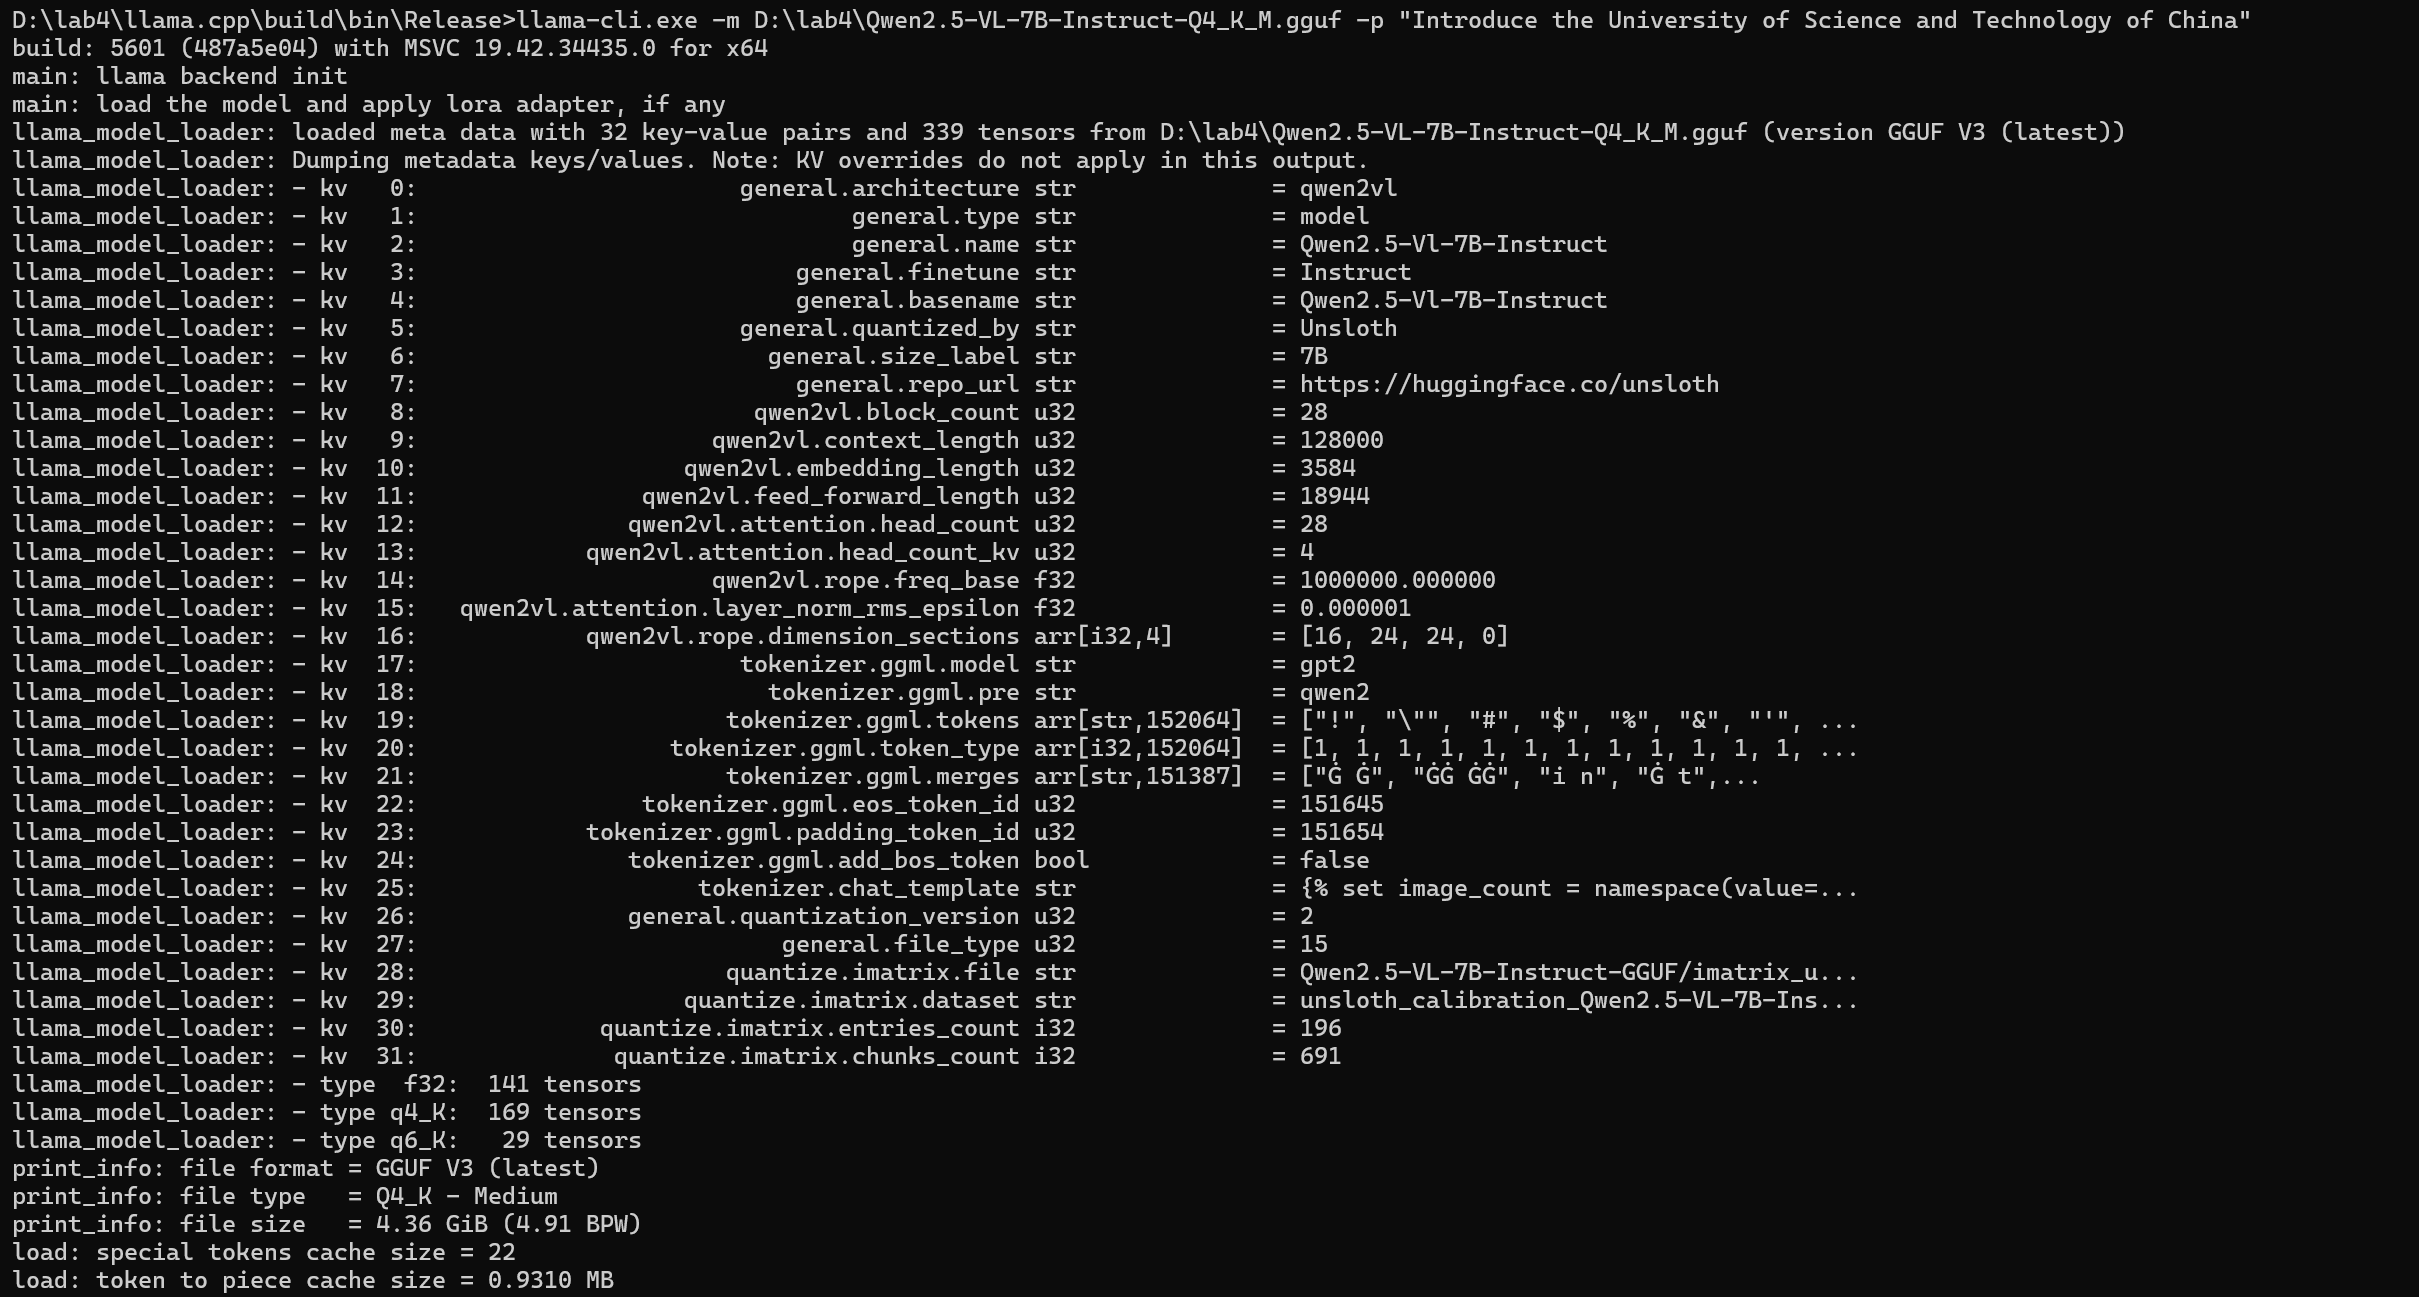 D:\lab4\llama.cpp\build\bin\Release>llama-cli.exe -m D:\lab4\Qwen2.5-VL-7B-Instruct-Q4_K_M.gguf -p "Introduce the University of Science and Technology of China"
build: 5601 (487a5e04) with MSVC 19.42.34435.0 for x64
main: llama backend init
main: load the model and apply lora adapter, if any
llama_model_loader: loaded meta data with 32 key-value pairs and 339 tensors from D:\lab4\Qwen2.5-VL-7B-Instruct-Q4_K_M.gguf (version GGUF V3 (latest))
llama_model_loader: Dumping metadata keys/values. Note: KV overrides do not apply in this output.
llama_model_loader: - kv   0:                       general.architecture str              = qwen2vl
llama_model_loader: - kv   1:                               general.type str              = model
llama_model_loader: - kv   2:                               general.name str              = Qwen2.5-Vl-7B-Instruct
llama_model_loader: - kv   3:                           general.finetune str              = Instruct
llama_model_loader: - kv   4:                           general.basename str              = Qwen2.5-Vl-7B-Instruct
llama_model_loader: - kv   5:                       general.quantized_by str              = Unsloth
llama_model_loader: - kv   6:                         general.size_label str              = 7B
llama_model_loader: - kv   7:                           general.repo_url str              = https://huggingface.co/unsloth
llama_model_loader: - kv   8:                        qwen2vl.block_count u32              = 28
llama_model_loader: - kv   9:                     qwen2vl.context_length u32              = 128000
llama_model_loader: - kv  10:                   qwen2vl.embedding_length u32              = 3584
llama_model_loader: - kv  11:                qwen2vl.feed_forward_length u32              = 18944
llama_model_loader: - kv  12:               qwen2vl.attention.head_count u32              = 28
llama_model_loader: - kv  13:            qwen2vl.attention.head_count_kv u32              = 4
llama_model_loader: - kv  14:                     qwen2vl.rope.freq_base f32              = 1000000.000000
llama_model_loader: - kv  15:   qwen2vl.attention.layer_norm_rms_epsilon f32              = 0.000001
llama_model_loader: - kv  16:            qwen2vl.rope.dimension_sections arr[i32,4]       = [16, 24, 24, 0]
llama_model_loader: - kv  17:                       tokenizer.ggml.model str              = gpt2
llama_model_loader: - kv  18:                         tokenizer.ggml.pre str              = qwen2
llama_model_loader: - kv  19:                      tokenizer.ggml.tokens arr[str,152064]  = ["!", "\"", "#", "$", "%", "&", "'", ...
llama_model_loader: - kv  20:                  tokenizer.ggml.token_type arr[i32,152064]  = [1, 1, 1, 1, 1, 1, 1, 1, 1, 1, 1, 1, ...
llama_model_loader: - kv  21:                      tokenizer.ggml.merges arr[str,151387]  = ["Ġ Ġ", "ĠĠ ĠĠ", "i n", "Ġ t",...
llama_model_loader: - kv  22:                tokenizer.ggml.eos_token_id u32              = 151645
llama_model_loader: - kv  23:            tokenizer.ggml.padding_token_id u32              = 151654
llama_model_loader: - kv  24:               tokenizer.ggml.add_bos_token bool             = false
llama_model_loader: - kv  25:                    tokenizer.chat_template str              = {% set image_count = namespace(value=...
llama_model_loader: - kv  26:               general.quantization_version u32              = 2
llama_model_loader: - kv  27:                          general.file_type u32              = 15
llama_model_loader: - kv  28:                      quantize.imatrix.file str              = Qwen2.5-VL-7B-Instruct-GGUF/imatrix_u...
llama_model_loader: - kv  29:                   quantize.imatrix.dataset str              = unsloth_calibration_Qwen2.5-VL-7B-Ins...
llama_model_loader: - kv  30:             quantize.imatrix.entries_count i32              = 196
llama_model_loader: - kv  31:              quantize.imatrix.chunks_count i32              = 691
llama_model_loader: - type  f32:  141 tensors
llama_model_loader: - type q4_K:  169 tensors
llama_model_loader: - type q6_K:   29 tensors
print_info: file format = GGUF V3 (latest)
print_info: file type   = Q4_K - Medium
print_info: file size   = 4.36 GiB (4.91 BPW)
load: special tokens cache size = 22
load: token to piece cache size = 0.9310 MB